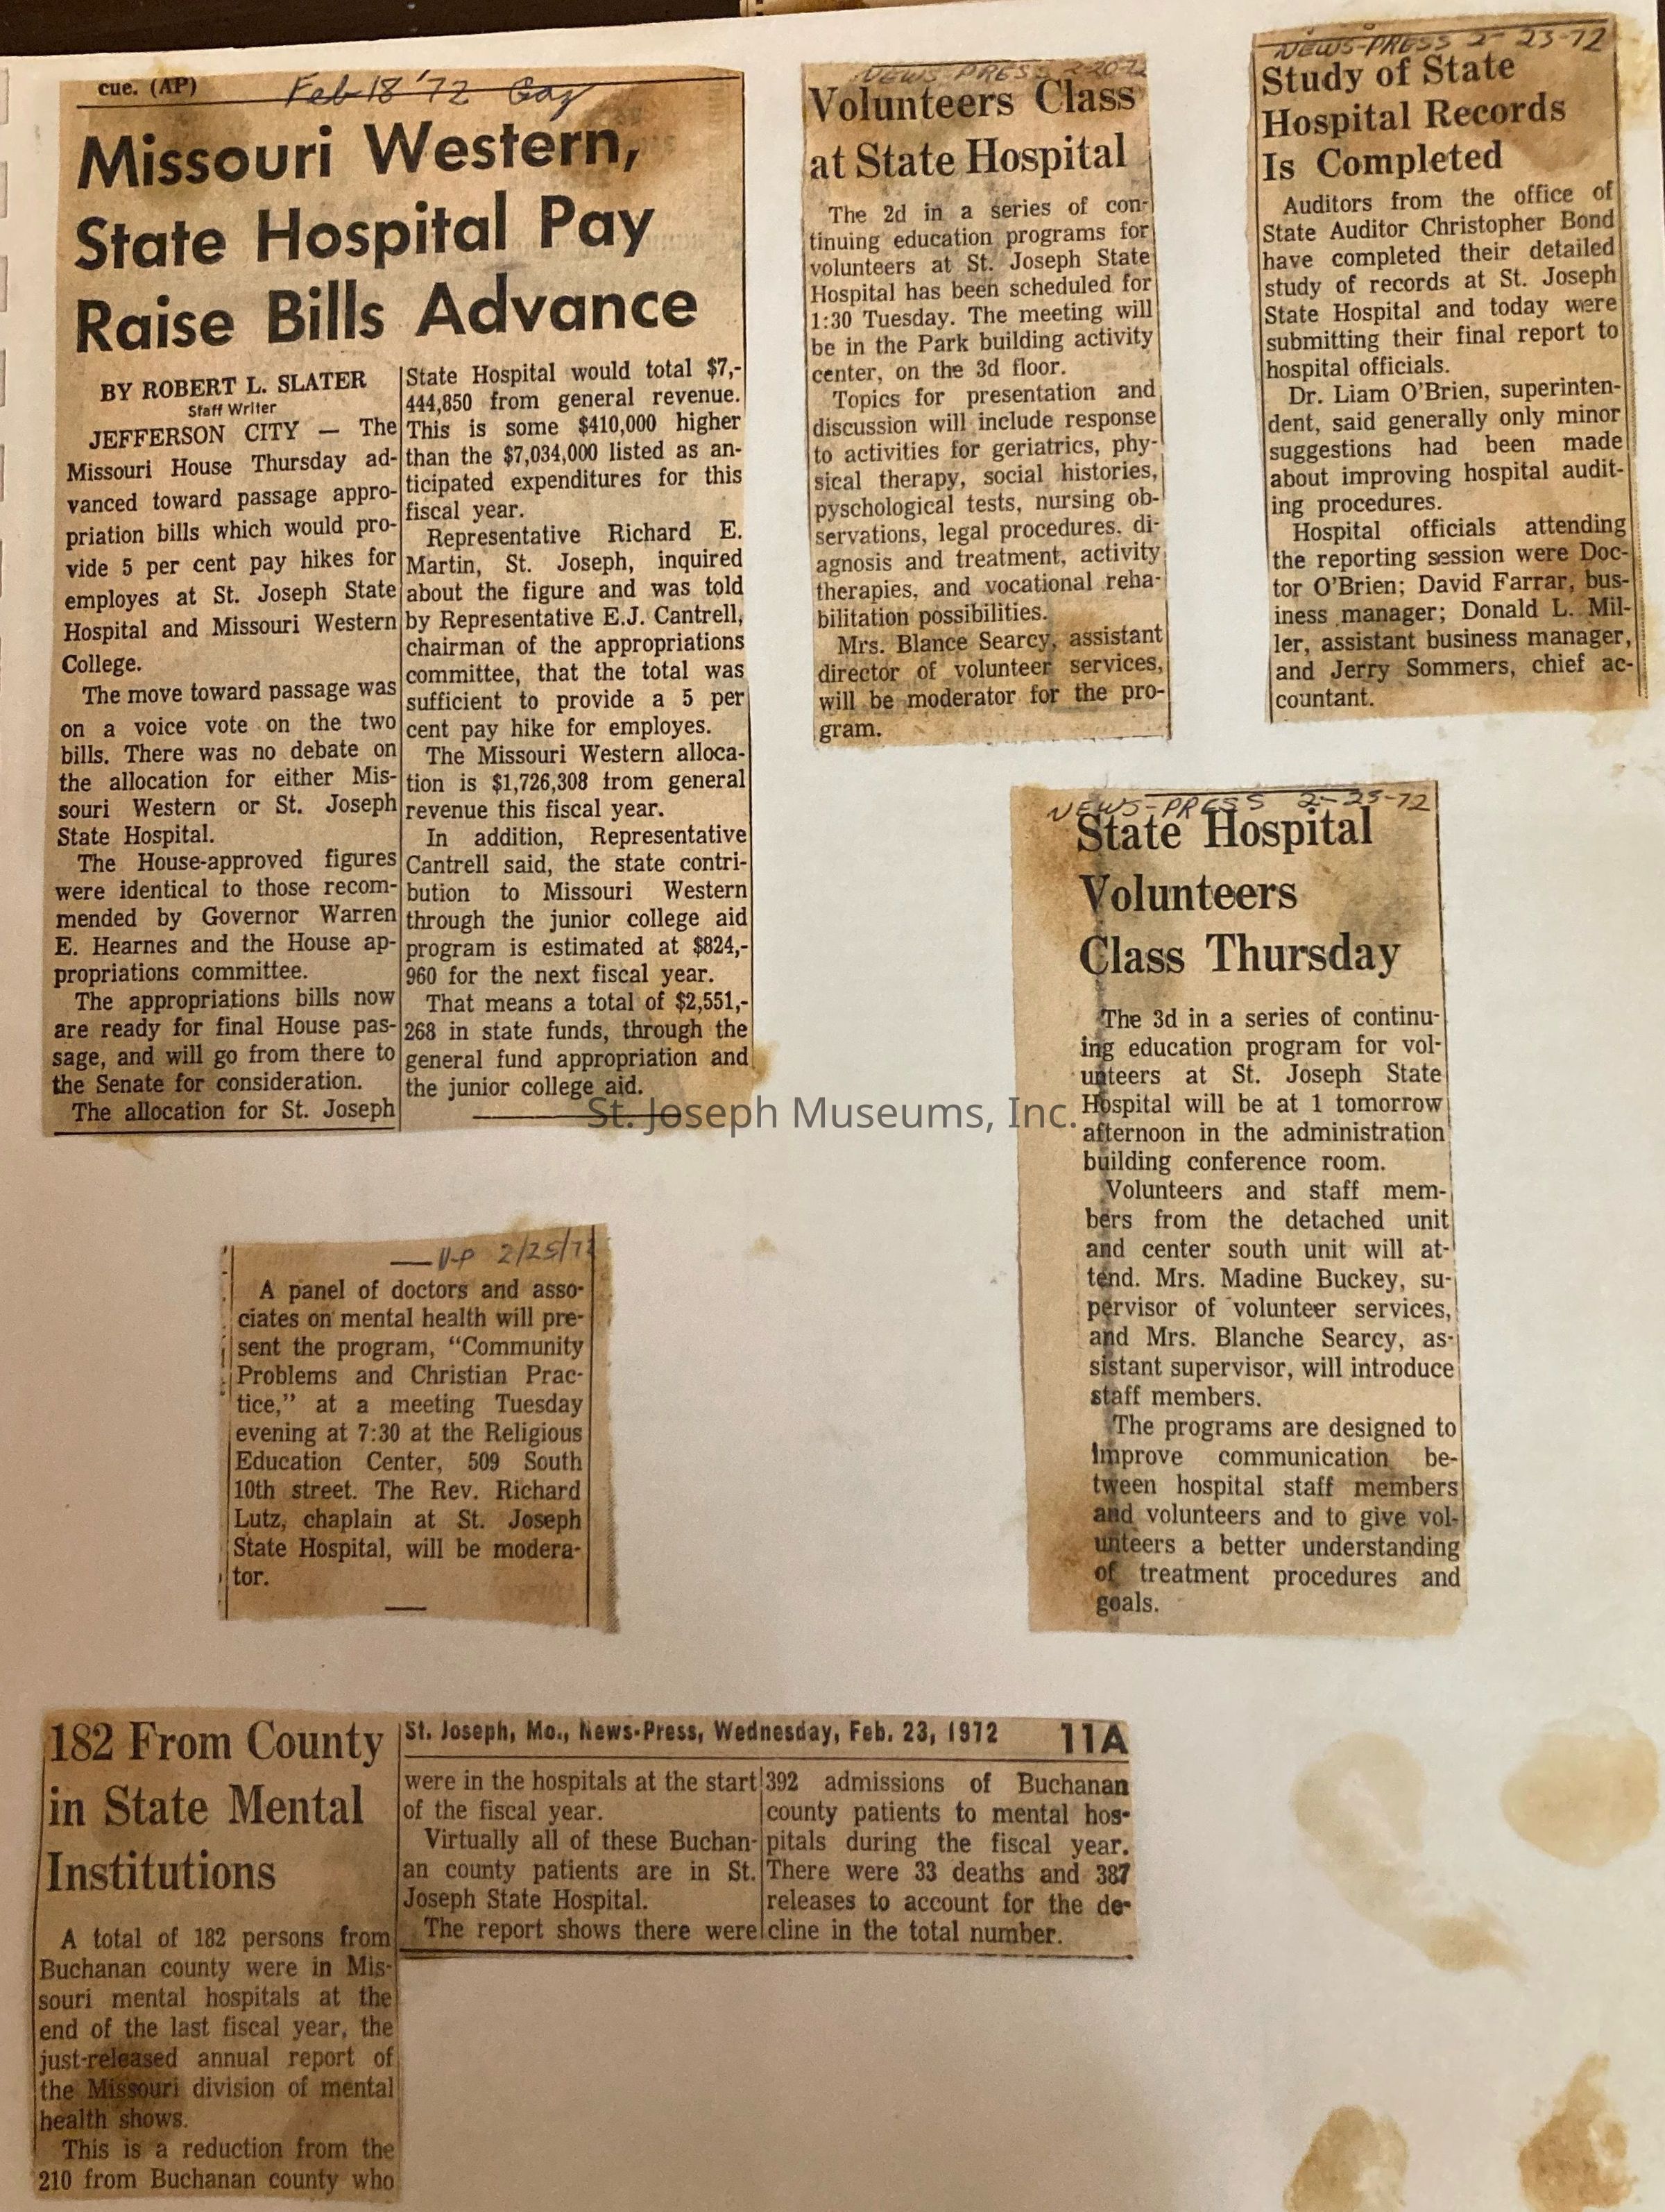 cue. (AP)
Feb 18 '72 Gaz
Missouri Western,
State Hospital Pay
Raise Bills Advance
BY ROBERT L. SLATER
Staff Writer
JEFFERSON CITY — The
Missouri House Thursday ad-
vanced toward passage appro-
priation bills which would pro-
vide 5 per cent pay hikes for
employes at St. Joseph State
Hospital and Missouri Western
College.
The move toward passage was
on a voice vote on the two
bills. There was no debate on
the allocation for either Mis-
souri Western or St. Joseph
State Hospital.
The House-approved figures
were identical to those recom-
mended by Governor Warren
E. Hearnes and the House ap-
propriations committee.
The appropriations bills now
are ready for final House pas-
sage, and will go from there to
the Senate for consideration.
The allocation for St. Joseph
State Hospital would total $7,-
444,850 from general revenue.
This is some $410,000 higher
than the $7,034,000 listed as an-
ticipated expenditures for this
fiscal year.
Representative Richard E.
Martin, St. Joseph, inquired
about the figure and was told
by Representative E.J. Cantrell,
chairman of the appropriations
committee, that the total was
sufficient to provide a 5 per
cent pay hike for employes.
The Missouri Western alloca-
tion is $1,726,308 from general
revenue this fiscal year.
In addition, Representative
Cantrell said, the state contri-
bution to Missouri Western
through the junior college aid
program is estimated at $824,-
960 for the next fiscal year.
That means a total of $2,551,-
268 in state funds, through the
general fund appropriation and
the junior college aid.
NEWS-PRESS 2-20-72
Volunteers Class
at State Hospital
The 2d in a series of con-
tinuing education programs for
volunteers at St. Joseph State
Hospital has been scheduled for
1:30 Tuesday. The meeting will
be in the Park building activity
center, on the 3d floor.
Topics for presentation and
discussion will include response
to activities for geriatrics, phy-
sical therapy, social histories,
pyschological tests, nursing ob-
servations, legal procedures, di-
agnosis and treatment, activity
therapies, and vocational reha-
bilitation possibilities.
Mrs. Blance Searcy, assistant
director of volunteer services,
will be moderator for the pro-
gram.
NEWS-PRESS 2-23-72
Study of State
Hospital Records
Is Completed
Auditors from the office of
State Auditor Christopher Bond
have completed their detailed
study of records at St. Joseph
State Hospital and today were
submitting their final report to
hospital officials.
Dr. Liam O'Brien, superinten-
dent, said generally only minor
suggestions had been made
about improving hospital audit-
ing procedures.
Hospital officials attending
the reporting session were Doc-
tor O'Brien; David Farrar, bus-
iness manager; Donald L. Mil-
ler, assistant business manager,
and Jerry Sommers, chief ac-
countant.
NEWS-PRESS 2-23-72
State Hospital
Volunteers
Class Thursday
The 3d in a series of continu-
ing education program for vol-
unteers at St. Joseph State
Hospital will be at 1 tomorrow
afternoon in the administration
building conference room.
Volunteers and staff mem-
bers from the detached unit
and center south unit will at-
tend. Mrs. Madine Buckey, su-
pervisor of volunteer services,
and Mrs. Blanche Searcy, as-
sistant supervisor, will introduce
staff members.
The programs are designed to
improve communication be-
tween hospital staff members
and volunteers and to give vol-
unteers a better understanding
of treatment procedures and
goals.
St. Joseph Museums, Inc.
N-P 2/25/72
A panel of doctors and asso-
ciates on mental health will pre-
sent the program, "Community
Problems and Christian Prac-
tice," at a meeting Tuesday
evening at 7:30 at the Religious
Education Center, 509 South
10th street. The Rev. Richard
Lutz, chaplain at St. Joseph
State Hospital, will be modera-
tor.
182 From County
in State Mental
Institutions
A total of 182 persons from
Buchanan county were in Mis-
souri mental hospitals at the
end of the last fiscal year, the
just-released annual report of
the Missouri division of mental
health shows.
This is a reduction from the
210 from Buchanan county who
St. Joseph, Mo., News-Press, Wednesday, Feb. 23, 1972 11A
were in the hospitals at the start
of the fiscal year.
Virtually all of these Buchan-
an county patients are in St.
Joseph State Hospital.
The report shows there were
392 admissions of Buchanan
county patients to mental hos-
pitals during the fiscal year.
There were 33 deaths and 387
releases to account for the de-
cline in the total number.